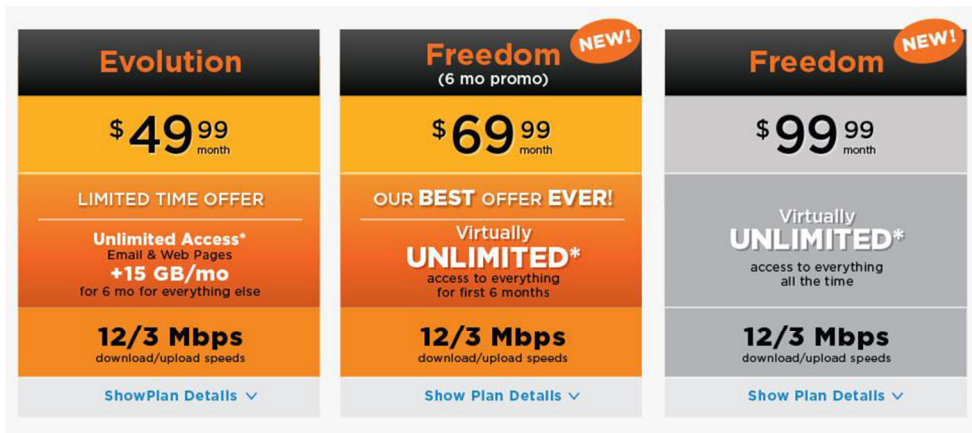 Evolution
$49.99
month
LIMITED TIME OFFER
Unlimited Access*
Email & Web Pages
+15 GB/mo
for 6 mo for everything else
12/3 Mbps
download/upload speeds
ShowPlan Details
NEW!
Freedom
(6 mo promo)
$69.99
month
OUR BEST OFFER EVER!
Virtually
UNLIMITED*
access to everything
for first 6 months
12/3 Mbps
download/upload speeds
Show Plan Details
NEW!
Freedom
$99.99
month
Virtually
UNLIMITED*
access to everything
all the time
12/3 Mbps
download/upload speeds
Show Plan Details